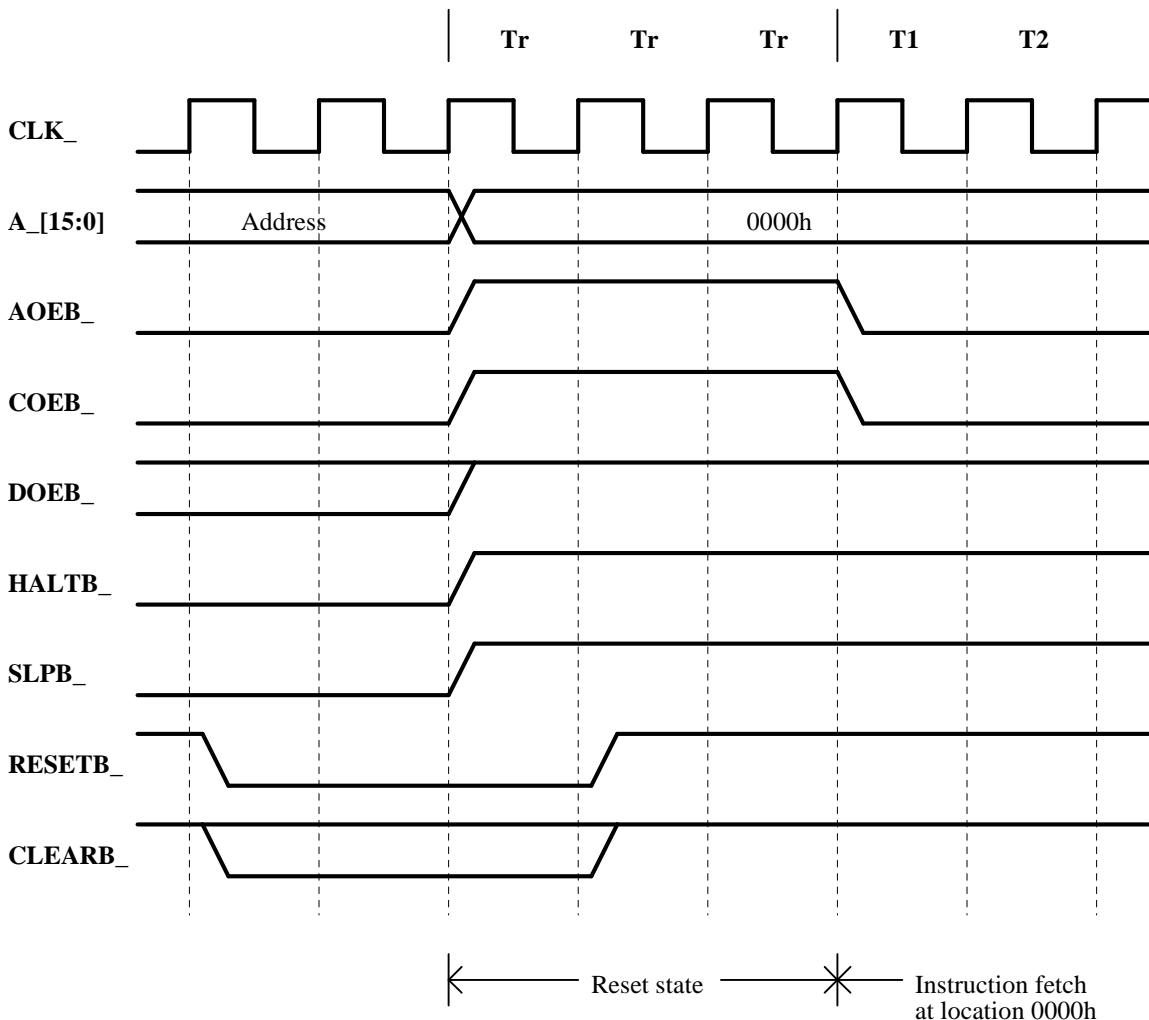 Tr Tr Tr T1 T2
CLK_
A_[15:0] Address 0000h
AOEB_
COEB_
DOEB_
HALTB_
SLPB_
RESETB_
CLEARB_
Reset state Instruction fetch
at location 0000h